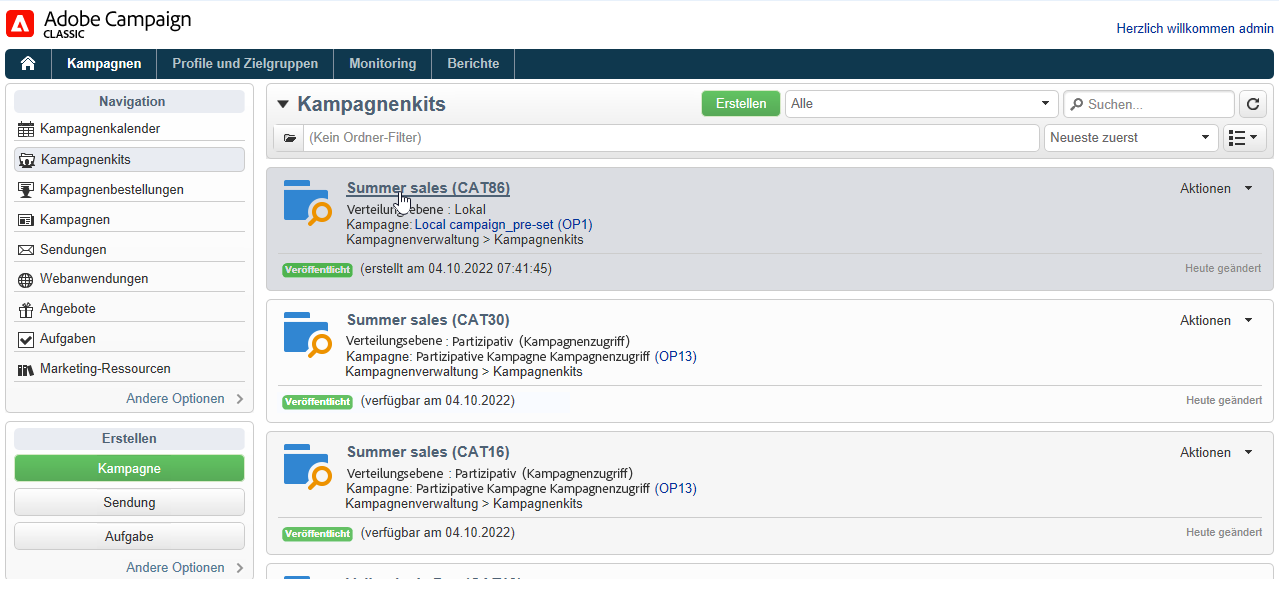 Adobe Campaign
CLASSIC
Herzlich willkommen admin
Kampagnen
Profile und Zielgruppen
Monitoring
Berichte
Navigation
Kampagnenkalender
Kampagnenkits
Kampagnenbestellungen
Kampagnen
Sendungen
Webanwendungen
Angebote
Aufgaben
Marketing-Ressourcen
Andere Optionen
Erstellen
Kampagne
Sendung
Aufgabe
Andere Optionen
Kampagnenkits
Erstellen
Alle
Suchen...
(Kein Ordner-Filter)
Neueste zuerst
Summer sales (CAT86)
Aktionen
Verteilungsebene : Lokal
Kampagne: Local campaign_pre-set (OP1)
Kampagnenverwaltung > Kampagnenkits
Veröffentlicht (erstellt am 04.10.2022 07:41:45)
Heute geändert
Summer sales (CAT30)
Aktionen
Verteilungsebene : Partizipativ (Kampagnenzugriff)
Kampagne: Partizipative Kampagne Kampagnenzugriff (OP13)
Kampagnenverwaltung > Kampagnenkits
Veröffentlicht (verfügbar am 04.10.2022)
Heute geändert
Summer sales (CAT16)
Aktionen
Verteilungsebene : Partizipativ (Kampagnenzugriff)
Kampagne: Partizipative Kampagne Kampagnenzugriff (OP13)
Kampagnenverwaltung > Kampagnenkits
Veröffentlicht (verfügbar am 04.10.2022)
Heute geändert